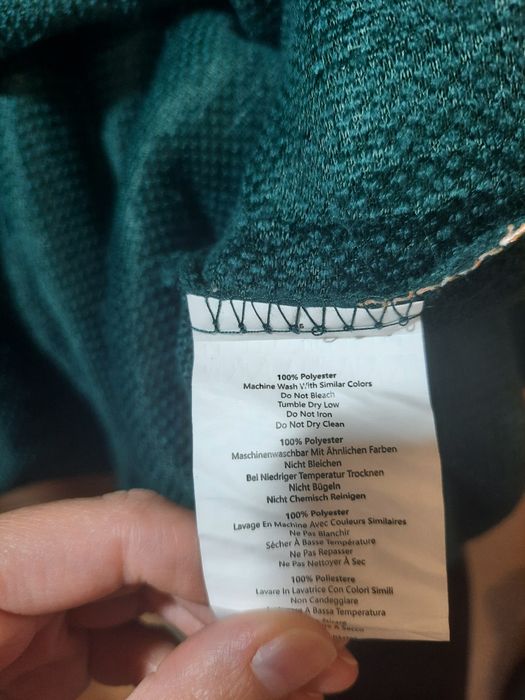 100% Polyester
Machine Wash With Similar Colors
Do Not Bleach
Tumble Dry Low
Do Not Iron
Do Not Dry Clean
100% Polyester
Maschinenwaschbar Mit Ähnlichen Farben
Nicht Bleichen
Bei Niedriger Temperatur Trocknen
Nicht Bügeln
Nicht Chemisch Reinigen
100% Polyester
Lavage En Machine Avec Couleurs Similaires
Ne Pas Blanchir
Sécher À Basse Température
Ne Pas Repasser
Ne Pas Nettoyer À Sec
100% Poliestere
Lavare In Lavatrice Con Colori Simili
Non Candeggiare
A Bassa Temperatura
A Secco